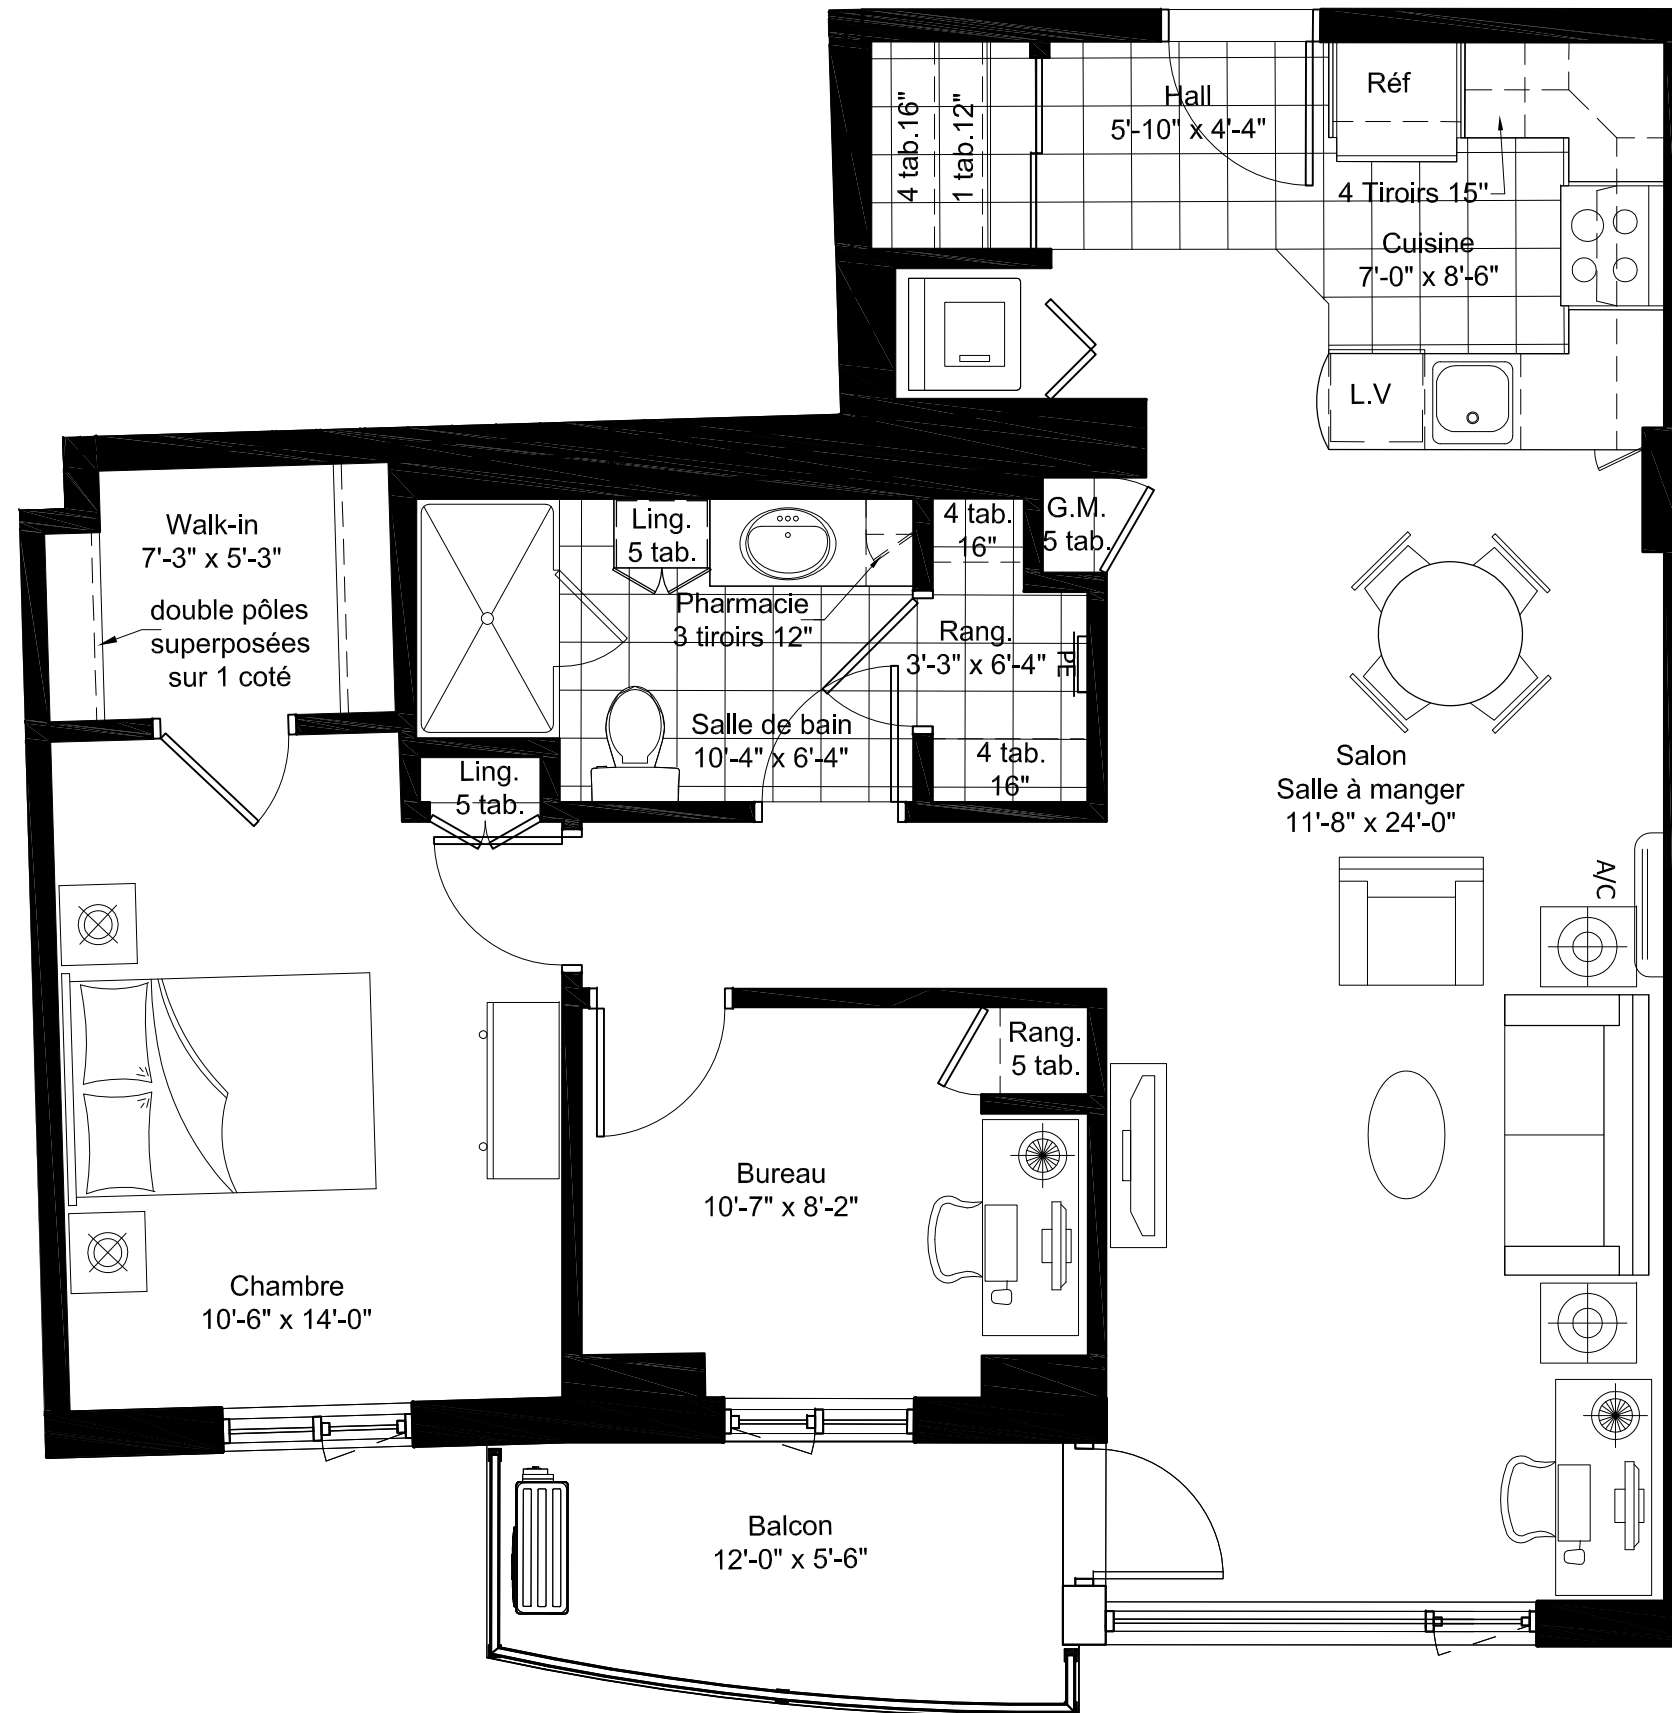 Réf
Hall
5'-10" x 4'-4"
4 tab.16"
1 tab.12"
4 Tiroirs 15"
Cuisine
7'-0" x 8'-6"
L.V
Walk-in
7'-3" x 5'-3"
double pôles
superposées
sur 1 coté
Ling.
5 tab.
4 tab.
16"
G.M.
5 tab.
Pharmacie
3 tiroirs 12"
Rang.
3'-3" x 6'-4"
PE
Salle de bain
10'-4" x 6'-4"
4 tab.
16"
Ling.
5 tab.
Salon
Salle à manger
11'-8" x 24'-0"
A/C
Rang.
5 tab.
Bureau
10'-7" x 8'-2"
Chambre
10'-6" x 14'-0"
Balcon
12'-0" x 5'-6"